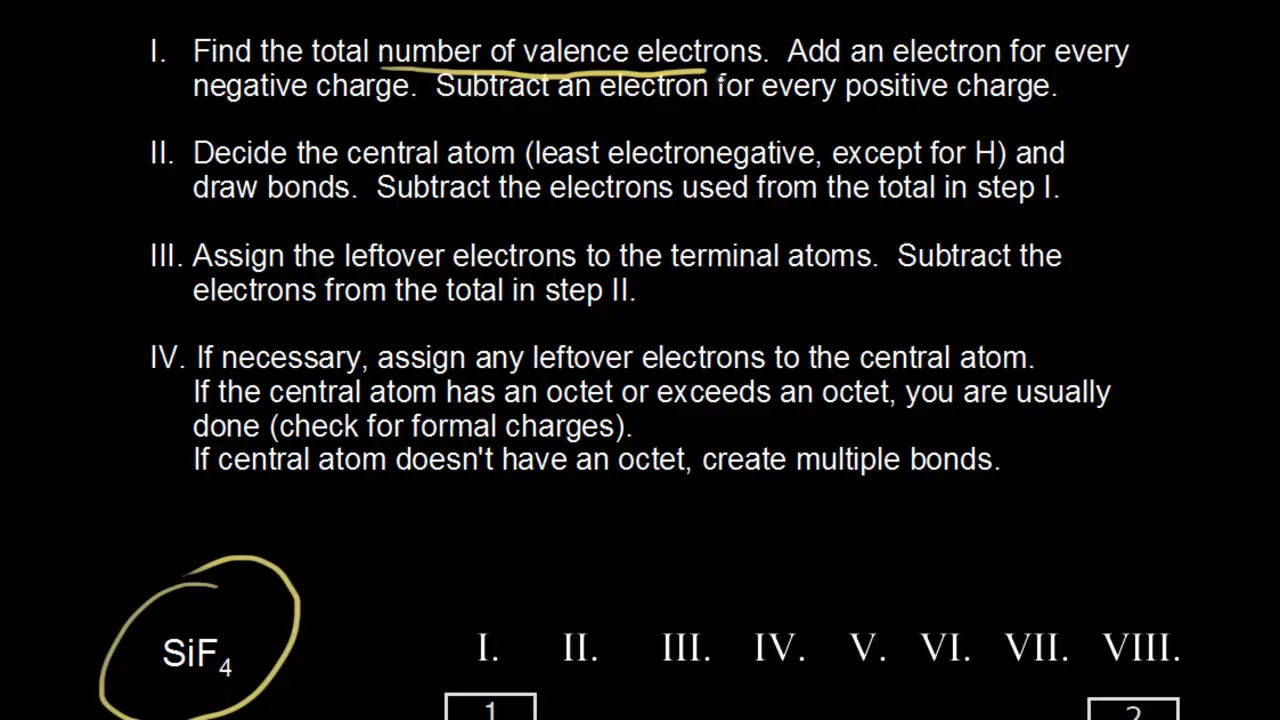 I. Find the total number of valence electrons. Add an electron for every
negative charge. Subtract an electron for every positive charge.
II. Decide the central atom (least electronegative, except for H) and
draw bonds. Subtract the electrons used from the total in step I.
III. Assign the leftover electrons to the terminal atoms. Subtract the
electrons from the total in step II.
IV. If necessary, assign any leftover electrons to the central atom.
If the central atom has an octet or exceeds an octet, you are usually
done (check for formal charges).
If central atom doesn't have an octet, create multiple bonds.
SiF₄ I. II. III. IV. V. VI. VII. VIII.
1 2